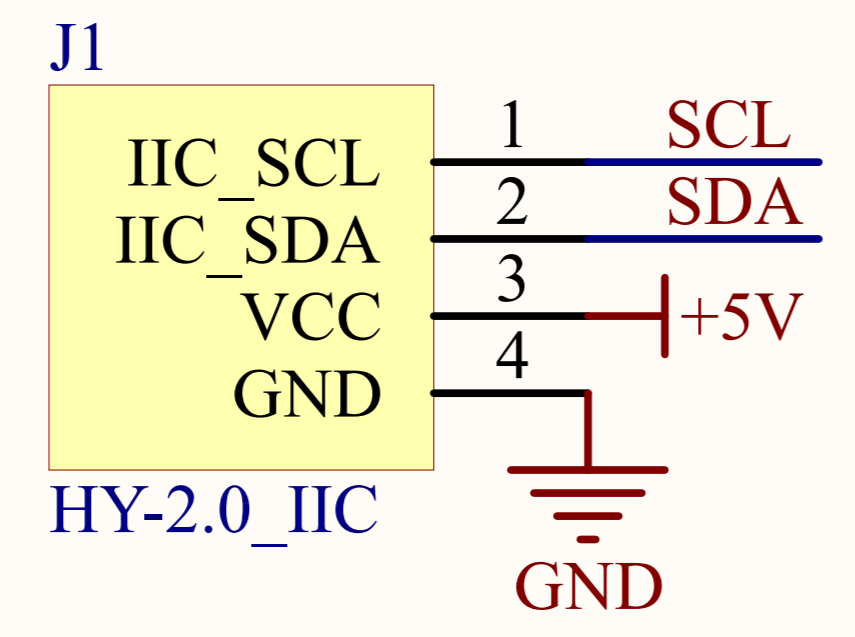 J1
IIC_SCL 1 SCL
IIC_SDA 2 SDA
VCC 3 +5V
GND 4
HY-2.0_IIC
GND